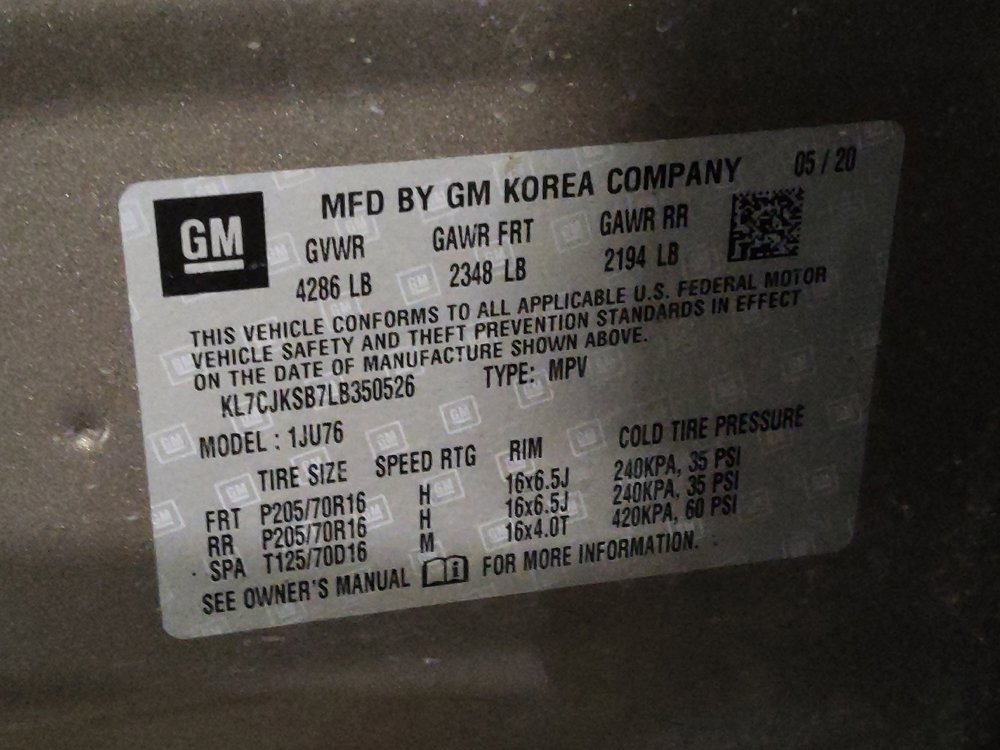 GM
MFD BY GM KOREA COMPANY 05 / 20
GVWR GAWR FRT GAWR RR
4286 LB 2348 LB 2194 LB
THIS VEHICLE CONFORMS TO ALL APPLICABLE U.S. FEDERAL MOTOR
VEHICLE SAFETY AND THEFT PREVENTION STANDARDS IN EFFECT
ON THE DATE OF MANUFACTURE SHOWN ABOVE.
KL7CJKSB7LB350526 TYPE: MPV
MODEL : 1JU76
TIRE SIZE SPEED RTG RIM COLD TIRE PRESSURE
FRT P205/70R16 H 16x6.5J 240KPA, 35 PSI
RR P205/70R16 H 16x6.5J 240KPA, 35 PSI
SPA T125/70D16 M 16x4.0T 420KPA, 60 PSI
SEE OWNER'S MANUAL i FOR MORE INFORMATION.